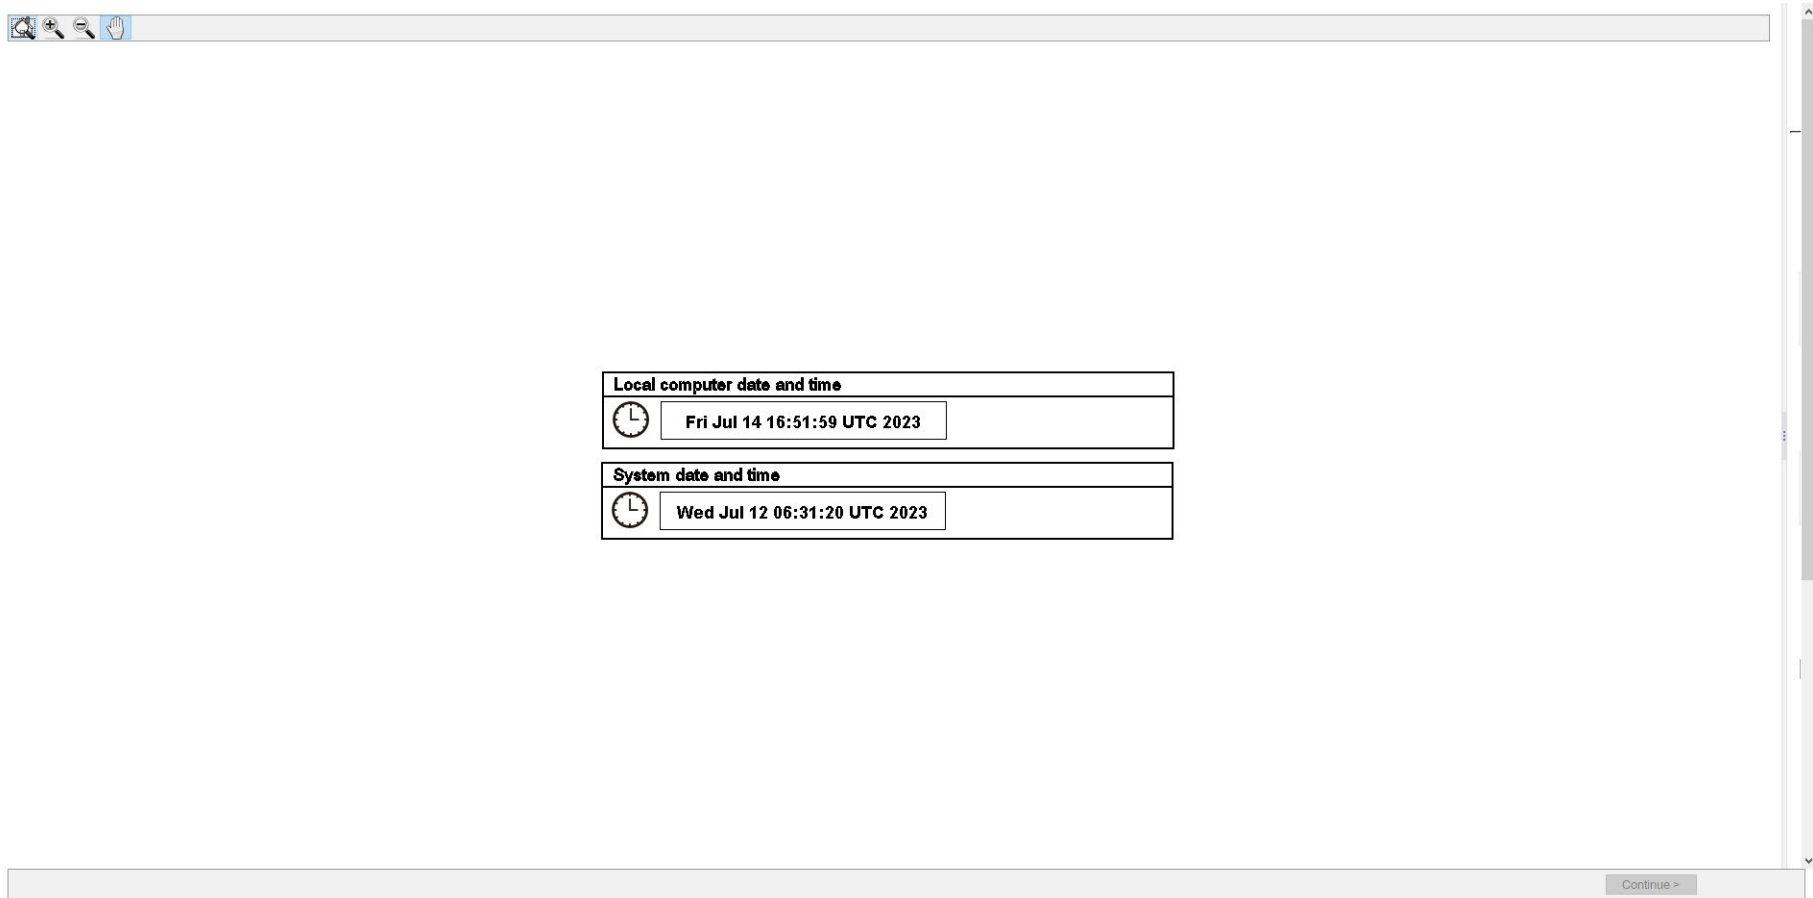 Local computer date and time
Fri Jul 14 16:51:59 UTC 2023
System date and time
Wed Jul 12 06:31:20 UTC 2023
Continue >